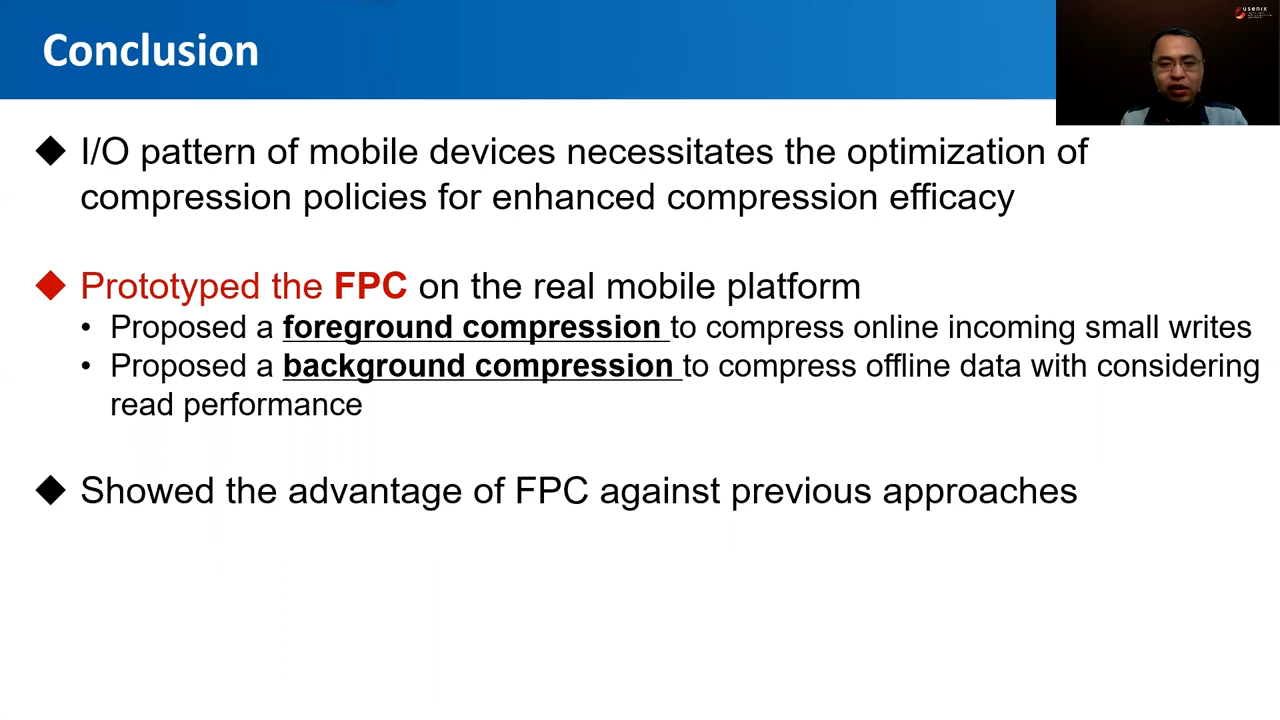 Conclusion
usenix
◆ I/O pattern of mobile devices necessitates the optimization of
compression policies for enhanced compression efficacy
◆ Prototyped the FPC on the real mobile platform
• Proposed a foreground compression to compress online incoming small writes
• Proposed a background compression to compress offline data with considering
read performance
◆ Showed the advantage of FPC against previous approaches